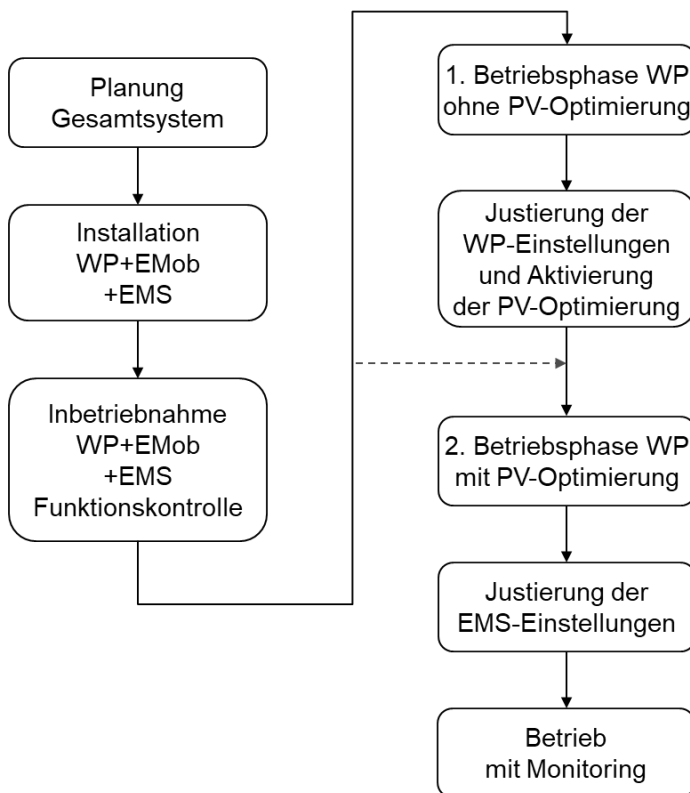 Planung
Gesamtsystem
Installation
WP+EMob
+EMS
Inbetriebnahme
WP+EMob
+EMS
Funktionskontrolle
1. Betriebsphase WP
ohne PV-Optimierung
Justierung der
WP-Einstellungen
und Aktivierung
der PV-Optimierung
2. Betriebsphase WP
mit PV-Optimierung
Justierung der
EMS-Einstellungen
Betrieb
mit Monitoring